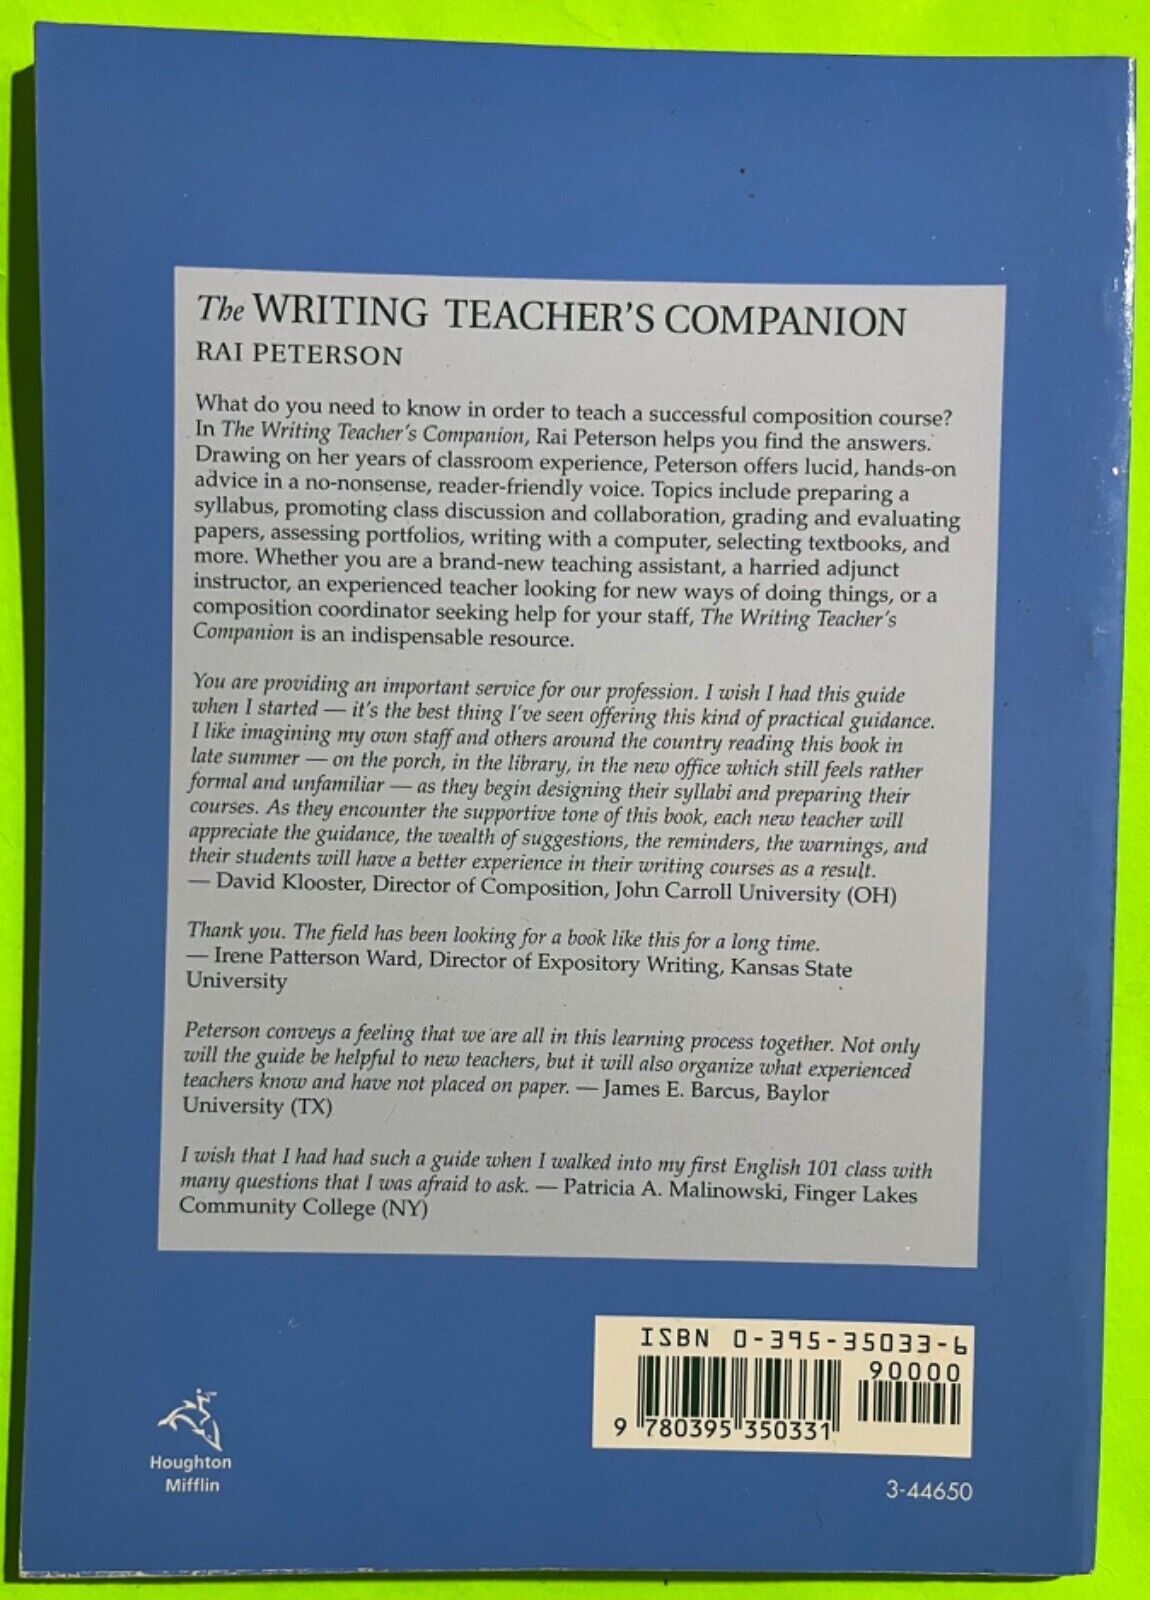 The WRITING TEACHER'S COMPANION
RAI PETERSON
What do you need to know in order to teach a successful composition course?
In The Writing Teacher's Companion, Rai Peterson helps you find the answers.
Drawing on her years of classroom experience, Peterson offers lucid, hands-on
advice in a no-nonsense, reader-friendly voice. Topics include preparing a
syllabus, promoting class discussion and collaboration, grading and evaluating
papers, assessing portfolios, writing with a computer, selecting textbooks, and
more. Whether you are a brand-new teaching assistant, a harried adjunct
instructor, an experienced teacher looking for new ways of doing things, or a
composition coordinator seeking help for your staff, The Writing Teacher's
Companion is an indispensable resource.
You are providing an important service for our profession. I wish I had this guide
when I started — it's the best thing I've seen offering this kind of practical guidance.
I like imagining my own staff and others around the country reading this book in
late summer — on the porch, in the library, in the new office which still feels rather
formal and unfamiliar — as they begin designing their syllabi and preparing their
courses. As they encounter the supportive tone of this book, each new teacher will
appreciate the guidance, the wealth of suggestions, the reminders, the warnings, and
their students will have a better experience in their writing courses as a result.
— David Klooster, Director of Composition, John Carroll University (OH)
Thank you. The field has been looking for a book like this for a long time.
— Irene Patterson Ward, Director of Expository Writing, Kansas State
University
Peterson conveys a feeling that we are all in this learning process together. Not only
will the guide be helpful to new teachers, but it will also organize what experienced
teachers know and have not placed on paper. — James E. Barcus, Baylor
University (TX)
I wish that I had had such a guide when I walked into my first English 101 class with
many questions that I was afraid to ask. — Patricia A. Malinowski, Finger Lakes
Community College (NY)
ISBN 0-395-35033-6
90000
9 780395 350331
Houghton
Mifflin
3-44650